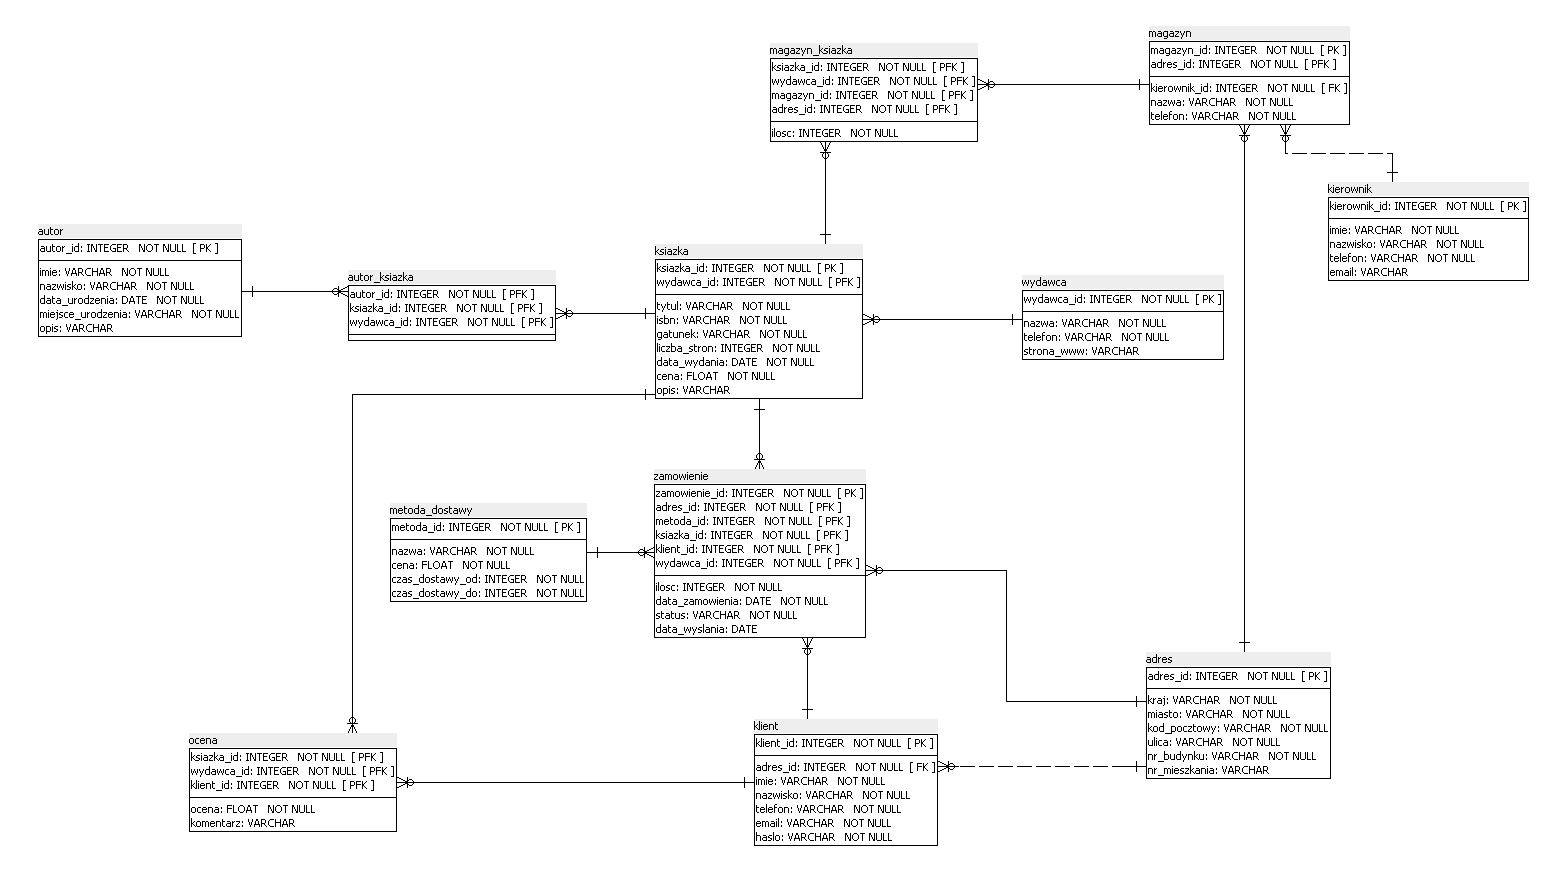 magazyn
magazyn_id: INTEGER NOT NULL [ PK ]
adres_id: INTEGER NOT NULL [ PFK ]
kierownik_id: INTEGER NOT NULL [ FK ]
nazwa: VARCHAR NOT NULL
telefon: VARCHAR NOT NULL
magazyn_ksiazka
ksiazka_id: INTEGER NOT NULL [ PFK ]
wydawca_id: INTEGER NOT NULL [ PFK ]
magazyn_id: INTEGER NOT NULL [ PFK ]
adres_id: INTEGER NOT NULL [ PFK ]
ilosc: INTEGER NOT NULL
kierownik
kierownik_id: INTEGER NOT NULL [ PK ]
imie: VARCHAR NOT NULL
nazwisko: VARCHAR NOT NULL
telefon: VARCHAR NOT NULL
email: VARCHAR
autor
autor_id: INTEGER NOT NULL [ PK ]
imie: VARCHAR NOT NULL
nazwisko: VARCHAR NOT NULL
data_urodzenia: DATE NOT NULL
miejsce_urodzenia: VARCHAR NOT NULL
opis: VARCHAR
autor_ksiazka
autor_id: INTEGER NOT NULL [ PFK ]
ksiazka_id: INTEGER NOT NULL [ PFK ]
wydawca_id: INTEGER NOT NULL [ PFK ]
ksiazka
ksiazka_id: INTEGER NOT NULL [ PK ]
wydawca_id: INTEGER NOT NULL [ PFK ]
tytul: VARCHAR NOT NULL
isbn: VARCHAR NOT NULL
gatunek: VARCHAR NOT NULL
liczba_stron: INTEGER NOT NULL
data_wydania: DATE NOT NULL
cena: FLOAT NOT NULL
opis: VARCHAR
wydawca
wydawca_id: INTEGER NOT NULL [ PK ]
nazwa: VARCHAR NOT NULL
telefon: VARCHAR NOT NULL
strona_www: VARCHAR
zamowienie
zamowienie_id: INTEGER NOT NULL [ PK ]
adres_id: INTEGER NOT NULL [ PFK ]
metoda_id: INTEGER NOT NULL [ PFK ]
ksiazka_id: INTEGER NOT NULL [ PFK ]
klient_id: INTEGER NOT NULL [ PFK ]
wydawca_id: INTEGER NOT NULL [ PFK ]
ilosc: INTEGER NOT NULL
data_zamowienia: DATE NOT NULL
status: VARCHAR NOT NULL
data_wyslania: DATE
metoda_dostawy
metoda_id: INTEGER NOT NULL [ PK ]
nazwa: VARCHAR NOT NULL
cena: FLOAT NOT NULL
czas_dostawy_od: INTEGER NOT NULL
czas_dostawy_do: INTEGER NOT NULL
adres
adres_id: INTEGER NOT NULL [ PK ]
kraj: VARCHAR NOT NULL
miasto: VARCHAR NOT NULL
kod_pocztowy: VARCHAR NOT NULL
ulica: VARCHAR NOT NULL
nr_budynku: VARCHAR NOT NULL
nr_mieszkania: VARCHAR
klient
klient_id: INTEGER NOT NULL [ PK ]
adres_id: INTEGER NOT NULL [ FK ]
imie: VARCHAR NOT NULL
nazwisko: VARCHAR NOT NULL
telefon: VARCHAR NOT NULL
email: VARCHAR NOT NULL
haslo: VARCHAR NOT NULL
ocena
ksiazka_id: INTEGER NOT NULL [ PFK ]
wydawca_id: INTEGER NOT NULL [ PFK ]
klient_id: INTEGER NOT NULL [ PFK ]
ocena: FLOAT NOT NULL
komentarz: VARCHAR